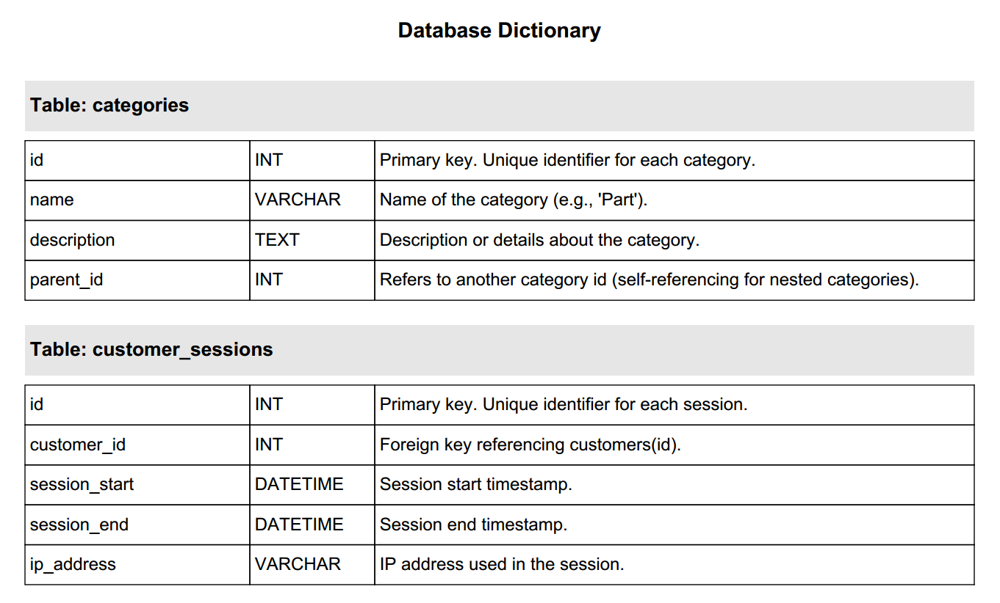 Database Dictionary
Table: categories
id INT Primary key. Unique identifier for each category.
name VARCHAR Name of the category (e.g., 'Part').
description TEXT Description or details about the category.
parent_id INT Refers to another category id (self-referencing for nested categories).
Table: customer_sessions
id INT Primary key. Unique identifier for each session.
customer_id INT Foreign key referencing customers(id).
session_start DATETIME Session start timestamp.
session_end DATETIME Session end timestamp.
ip_address VARCHAR IP address used in the session.